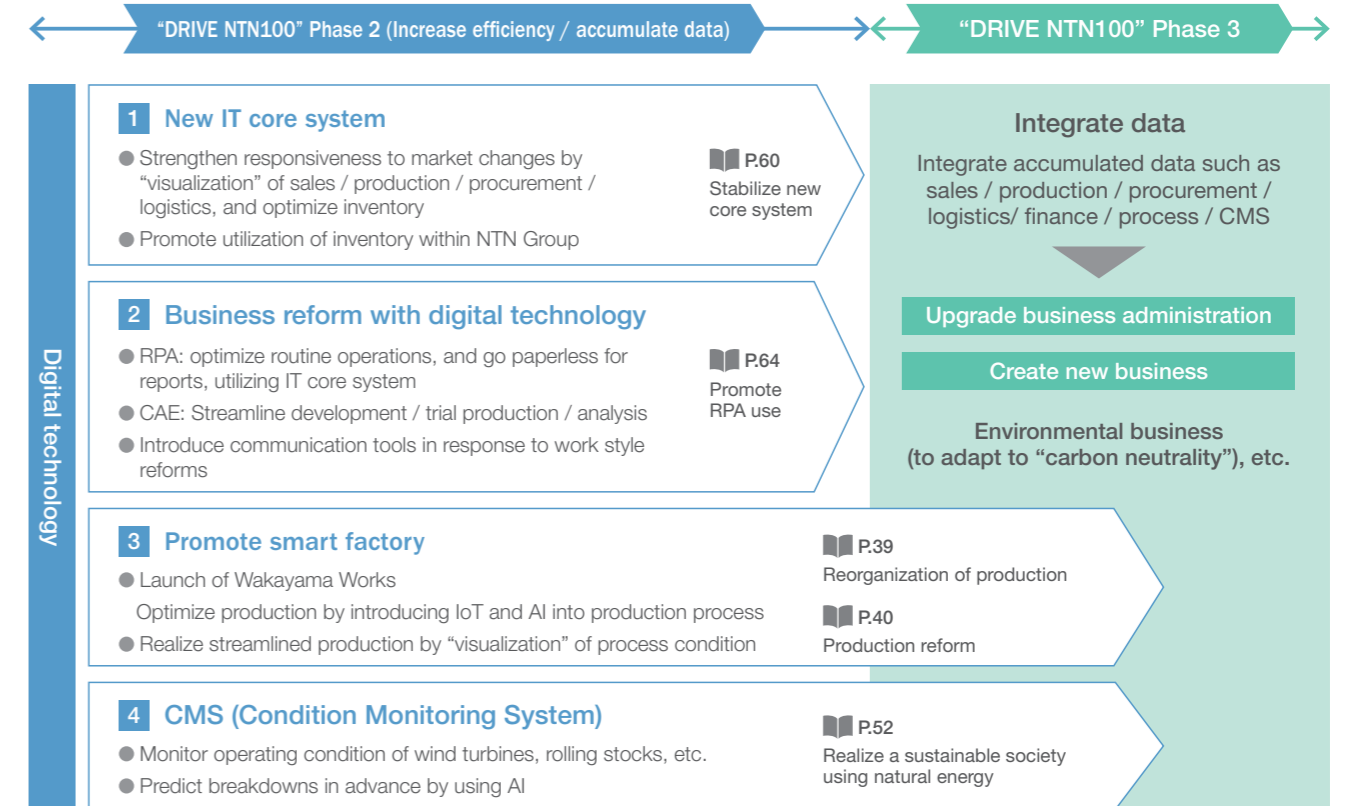 “DRIVE NTN100” Phase 2 (Increase efficiency / accumulate data)
“DRIVE NTN100” Phase 3
Digital technology
1 New IT core system
● Strengthen responsiveness to market changes by
“visualization” of sales / production / procurement /
logistics, and optimize inventory
● Promote utilization of inventory within NTN Group
P.60
Stabilize new
core system
2 Business reform with digital technology
● RPA: optimize routine operations, and go paperless for
reports, utilizing IT core system
● CAE: Streamline development / trial production / analysis
● Introduce communication tools in response to work style
reforms
P.64
Promote
RPA use
3 Promote smart factory
● Launch of Wakayama Works
Optimize production by introducing IoT and AI into production process
● Realize streamlined production by “visualization” of process condition
P.39
Reorganization of production
P.40
Production reform
4 CMS (Condition Monitoring System)
● Monitor operating condition of wind turbines, rolling stocks, etc.
● Predict breakdowns in advance by using AI
P.52
Realize a sustainable society
using natural energy
Integrate data
Integrate accumulated data such as
sales / production / procurement /
logistics/ finance / process / CMS
Upgrade business administration
Create new business
Environmental business
(to adapt to “carbon neutrality”), etc.